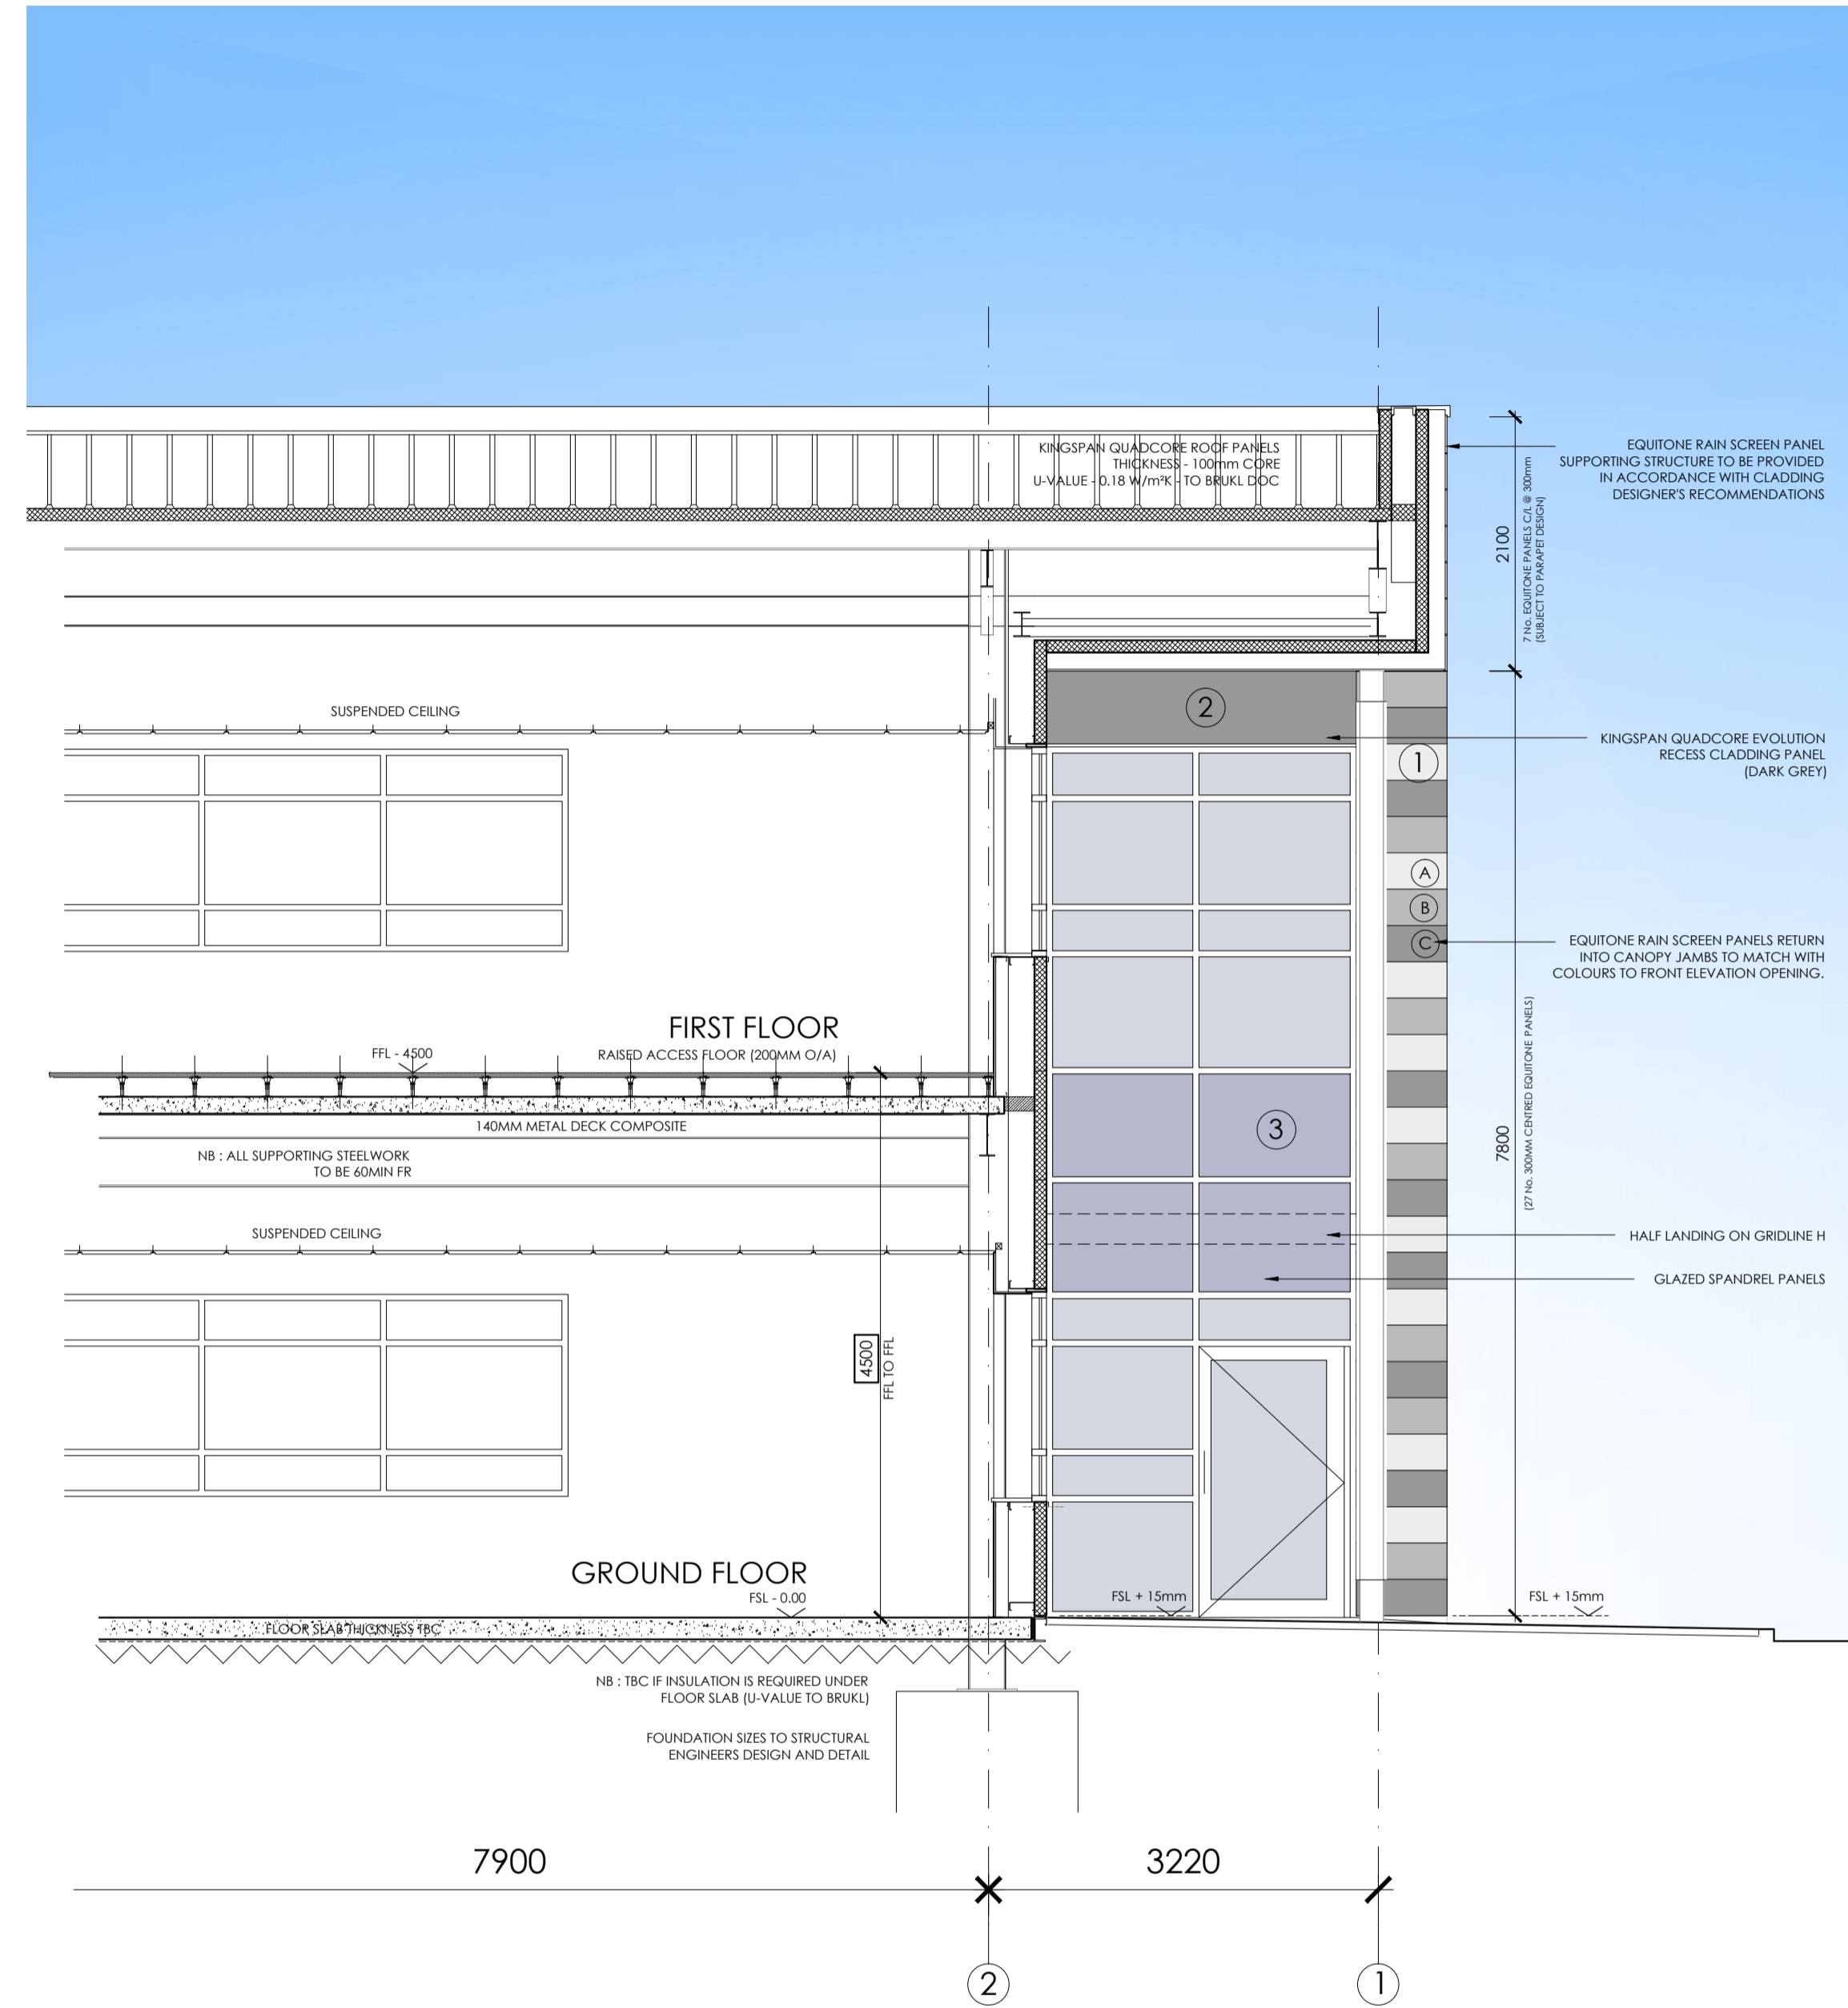 KINGSPAN QUADCORE ROOF PANELS
THICKNESS - 100mm CORE
U-VALUE - 0.18 W/m²K - TO BRUKL DOC
EQUITONE RAIN SCREEN PANEL
SUPPORTING STRUCTURE TO BE PROVIDED
IN ACCORDANCE WITH CLADDING
DESIGNER'S RECOMMENDATIONS
2100
7 No. EQUITONE PANELS C/L @ 300mm
(SUBJECT TO PARAPET DESIGN)
SUSPENDED CEILING
2
1
KINGSPAN QUADCORE EVOLUTION
RECESS CLADDING PANEL
(DARK GREY)
A
B
C
EQUITONE RAIN SCREEN PANELS RETURN
INTO CANOPY JAMBS TO MATCH WITH
COLOURS TO FRONT ELEVATION OPENING.
FIRST FLOOR
FFL - 4500
RAISED ACCESS FLOOR (200MM O/A)
140MM METAL DECK COMPOSITE
NB : ALL SUPPORTING STEELWORK
TO BE 60MIN FR
3
7800
(27 No. 300MM CENTRED EQUITONE PANELS)
SUSPENDED CEILING
HALF LANDING ON GRIDLINE H
GLAZED SPANDREL PANELS
4500
FFL TO FFL
GROUND FLOOR
FSL - 0.00
FSL + 15mm
FSL + 15mm
FLOOR SLAB THICKNESS TBC
NB : TBC IF INSULATION IS REQUIRED UNDER
FLOOR SLAB (U-VALUE TO BRUKL)
FOUNDATION SIZES TO STRUCTURAL
ENGINEERS DESIGN AND DETAIL
7900
3220
2
1